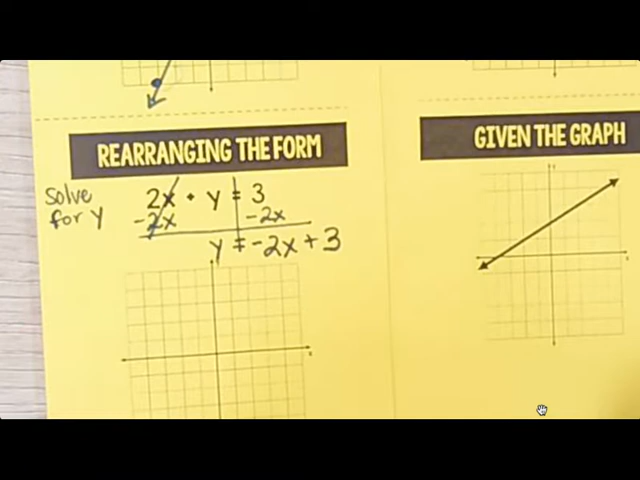 REARRANGING THE FORM
Solve
for y
2x + y = 3
-2x -2x
y = -2x + 3
GIVEN THE GRAPH